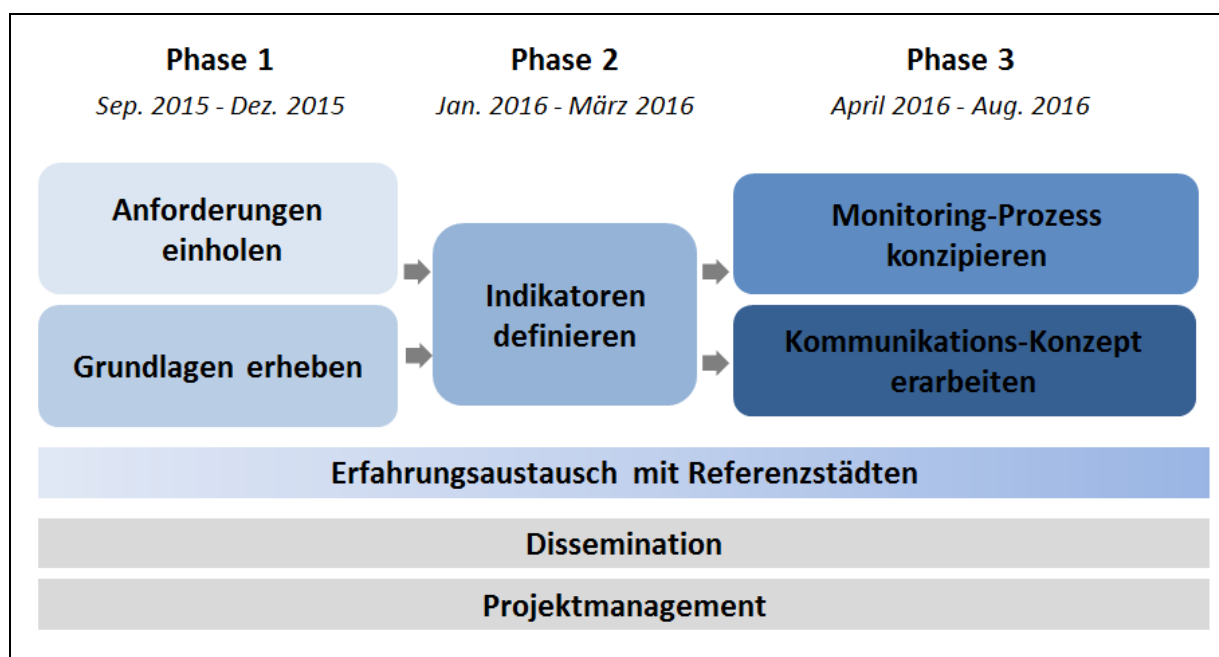 Phase 1
Sep. 2015 - Dez. 2015
Phase 2
Jan. 2016 - März 2016
Phase 3
April 2016 - Aug. 2016
Anforderungen
einholen
Grundlagen erheben
Indikatoren
definieren
Monitoring-Prozess
konzipieren
Kommunikations-Konzept
erarbeiten
Erfahrungsaustausch mit Referenzstädten
Dissemination
Projektmanagement